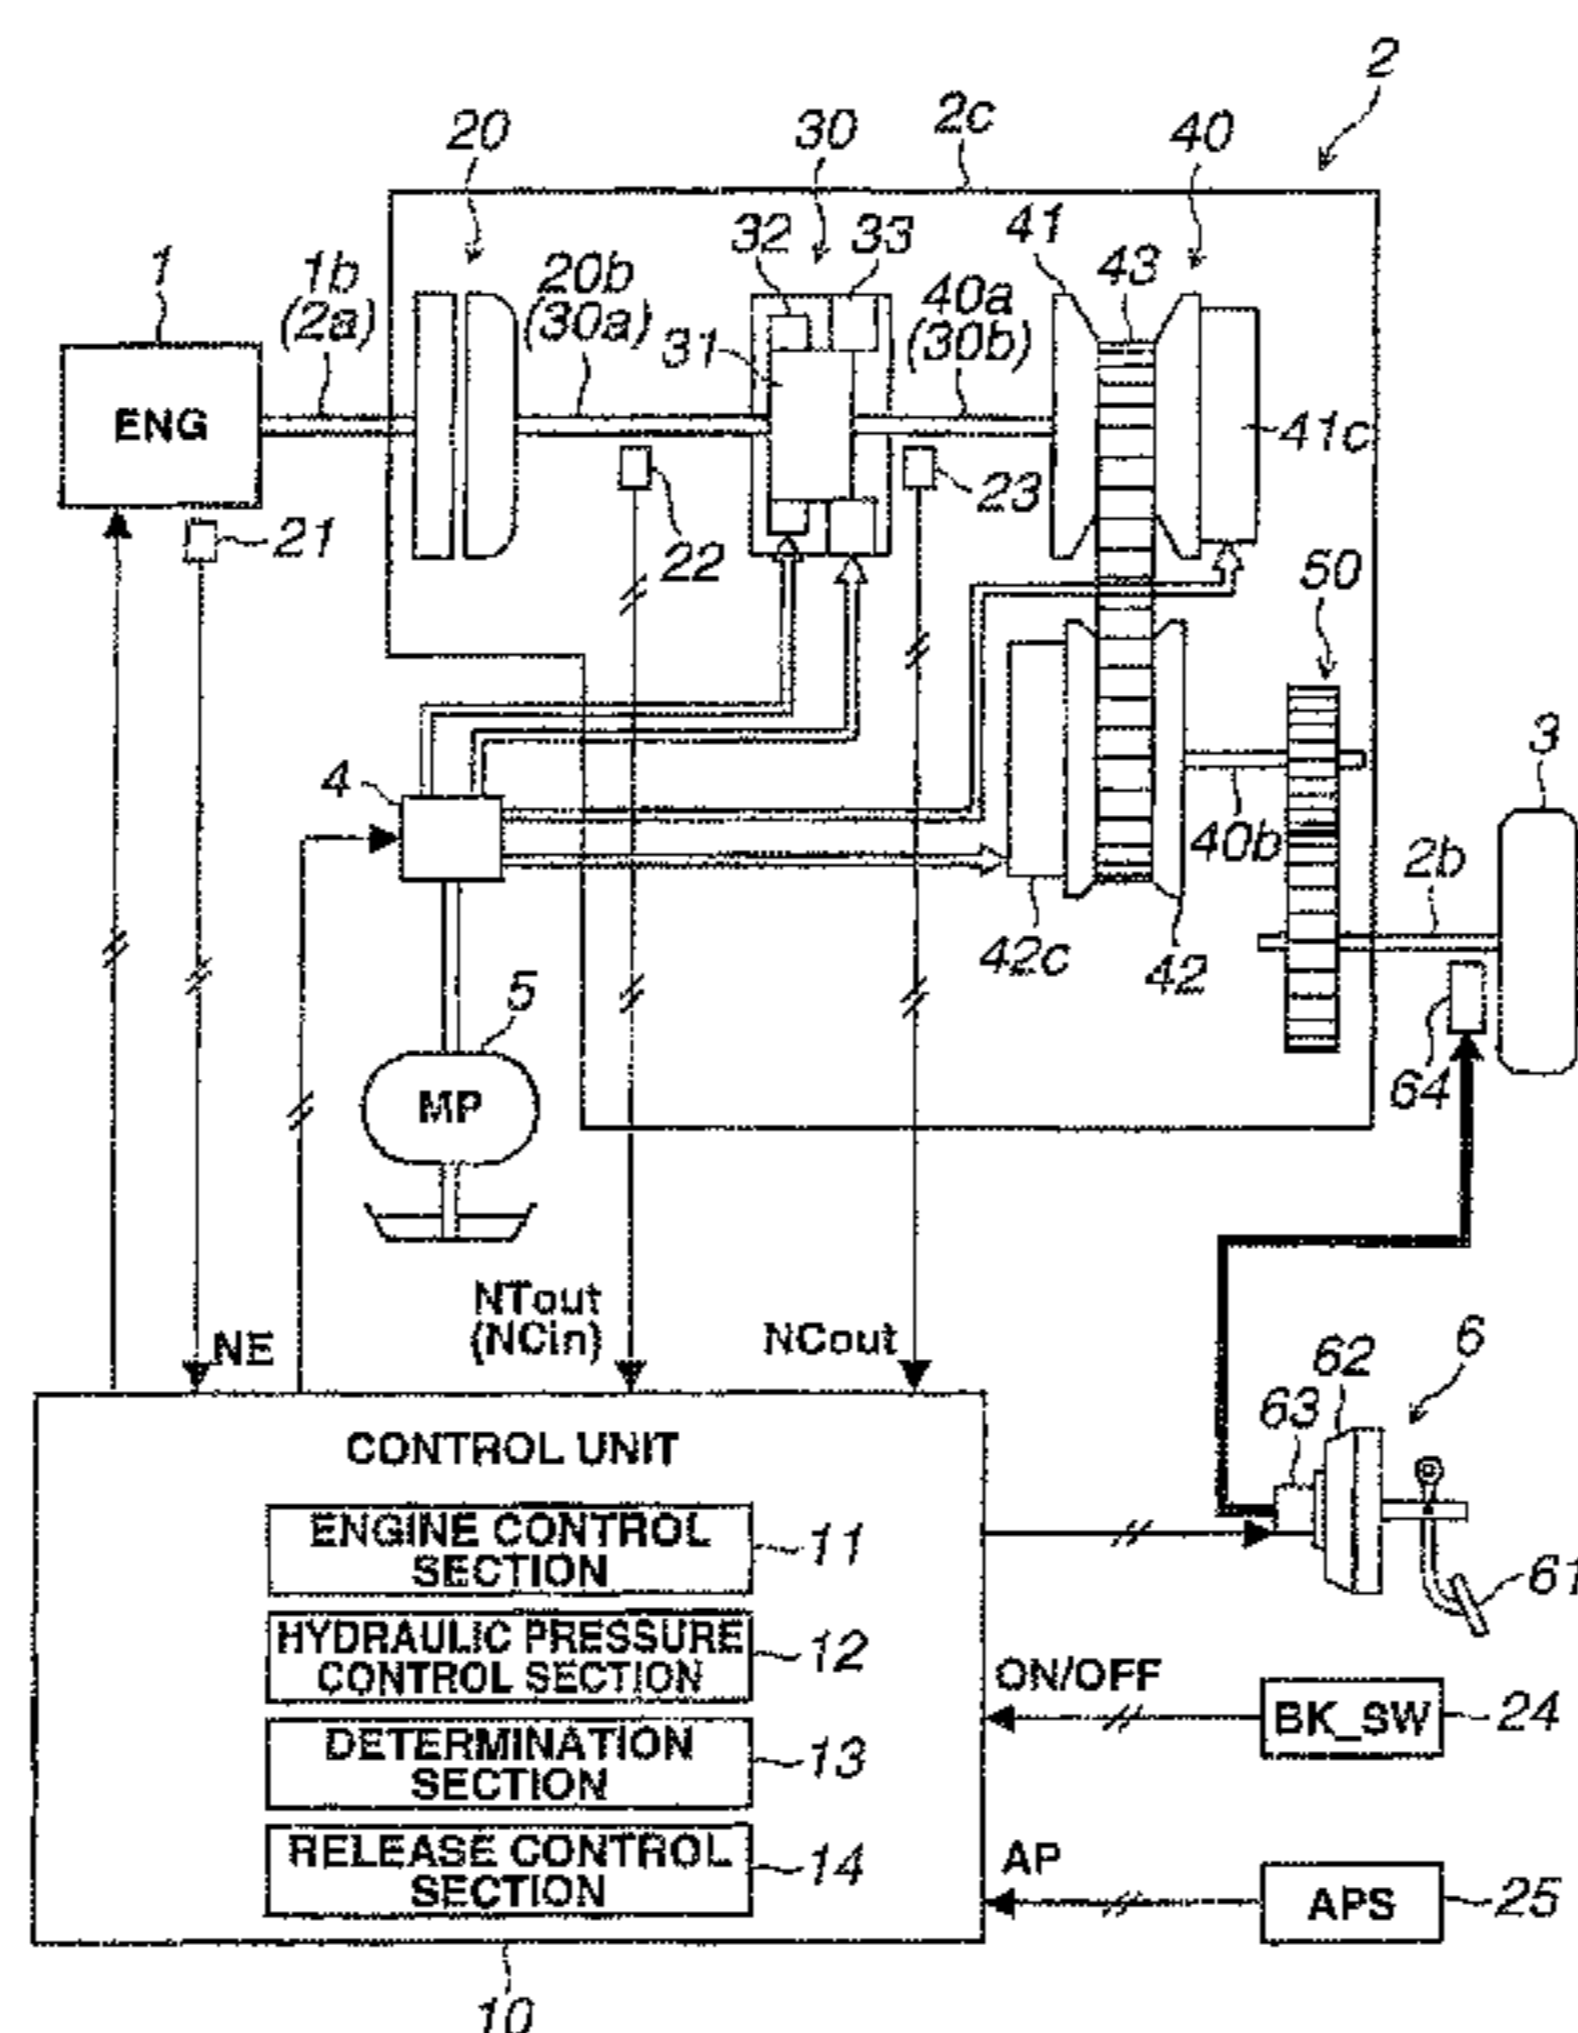 2
2c
20
30
40
32
33
41
43
1
1b
(2a)
20b
(30a)
40a
(30b)
31
ENG
41c
21
22
23
50
4
3
40b
2b
42c
42
5
64
MP
NTout
(NCin)
NE
NCout
6
62
63
CONTROL UNIT
ENGINE CONTROL
SECTION
11
61
HYDRAULIC PRESSURE
CONTROL SECTION
12
ON/OFF
BK_SW
24
DETERMINATION
SECTION
13
RELEASE CONTROL
SECTION
14
AP
APS
25
10